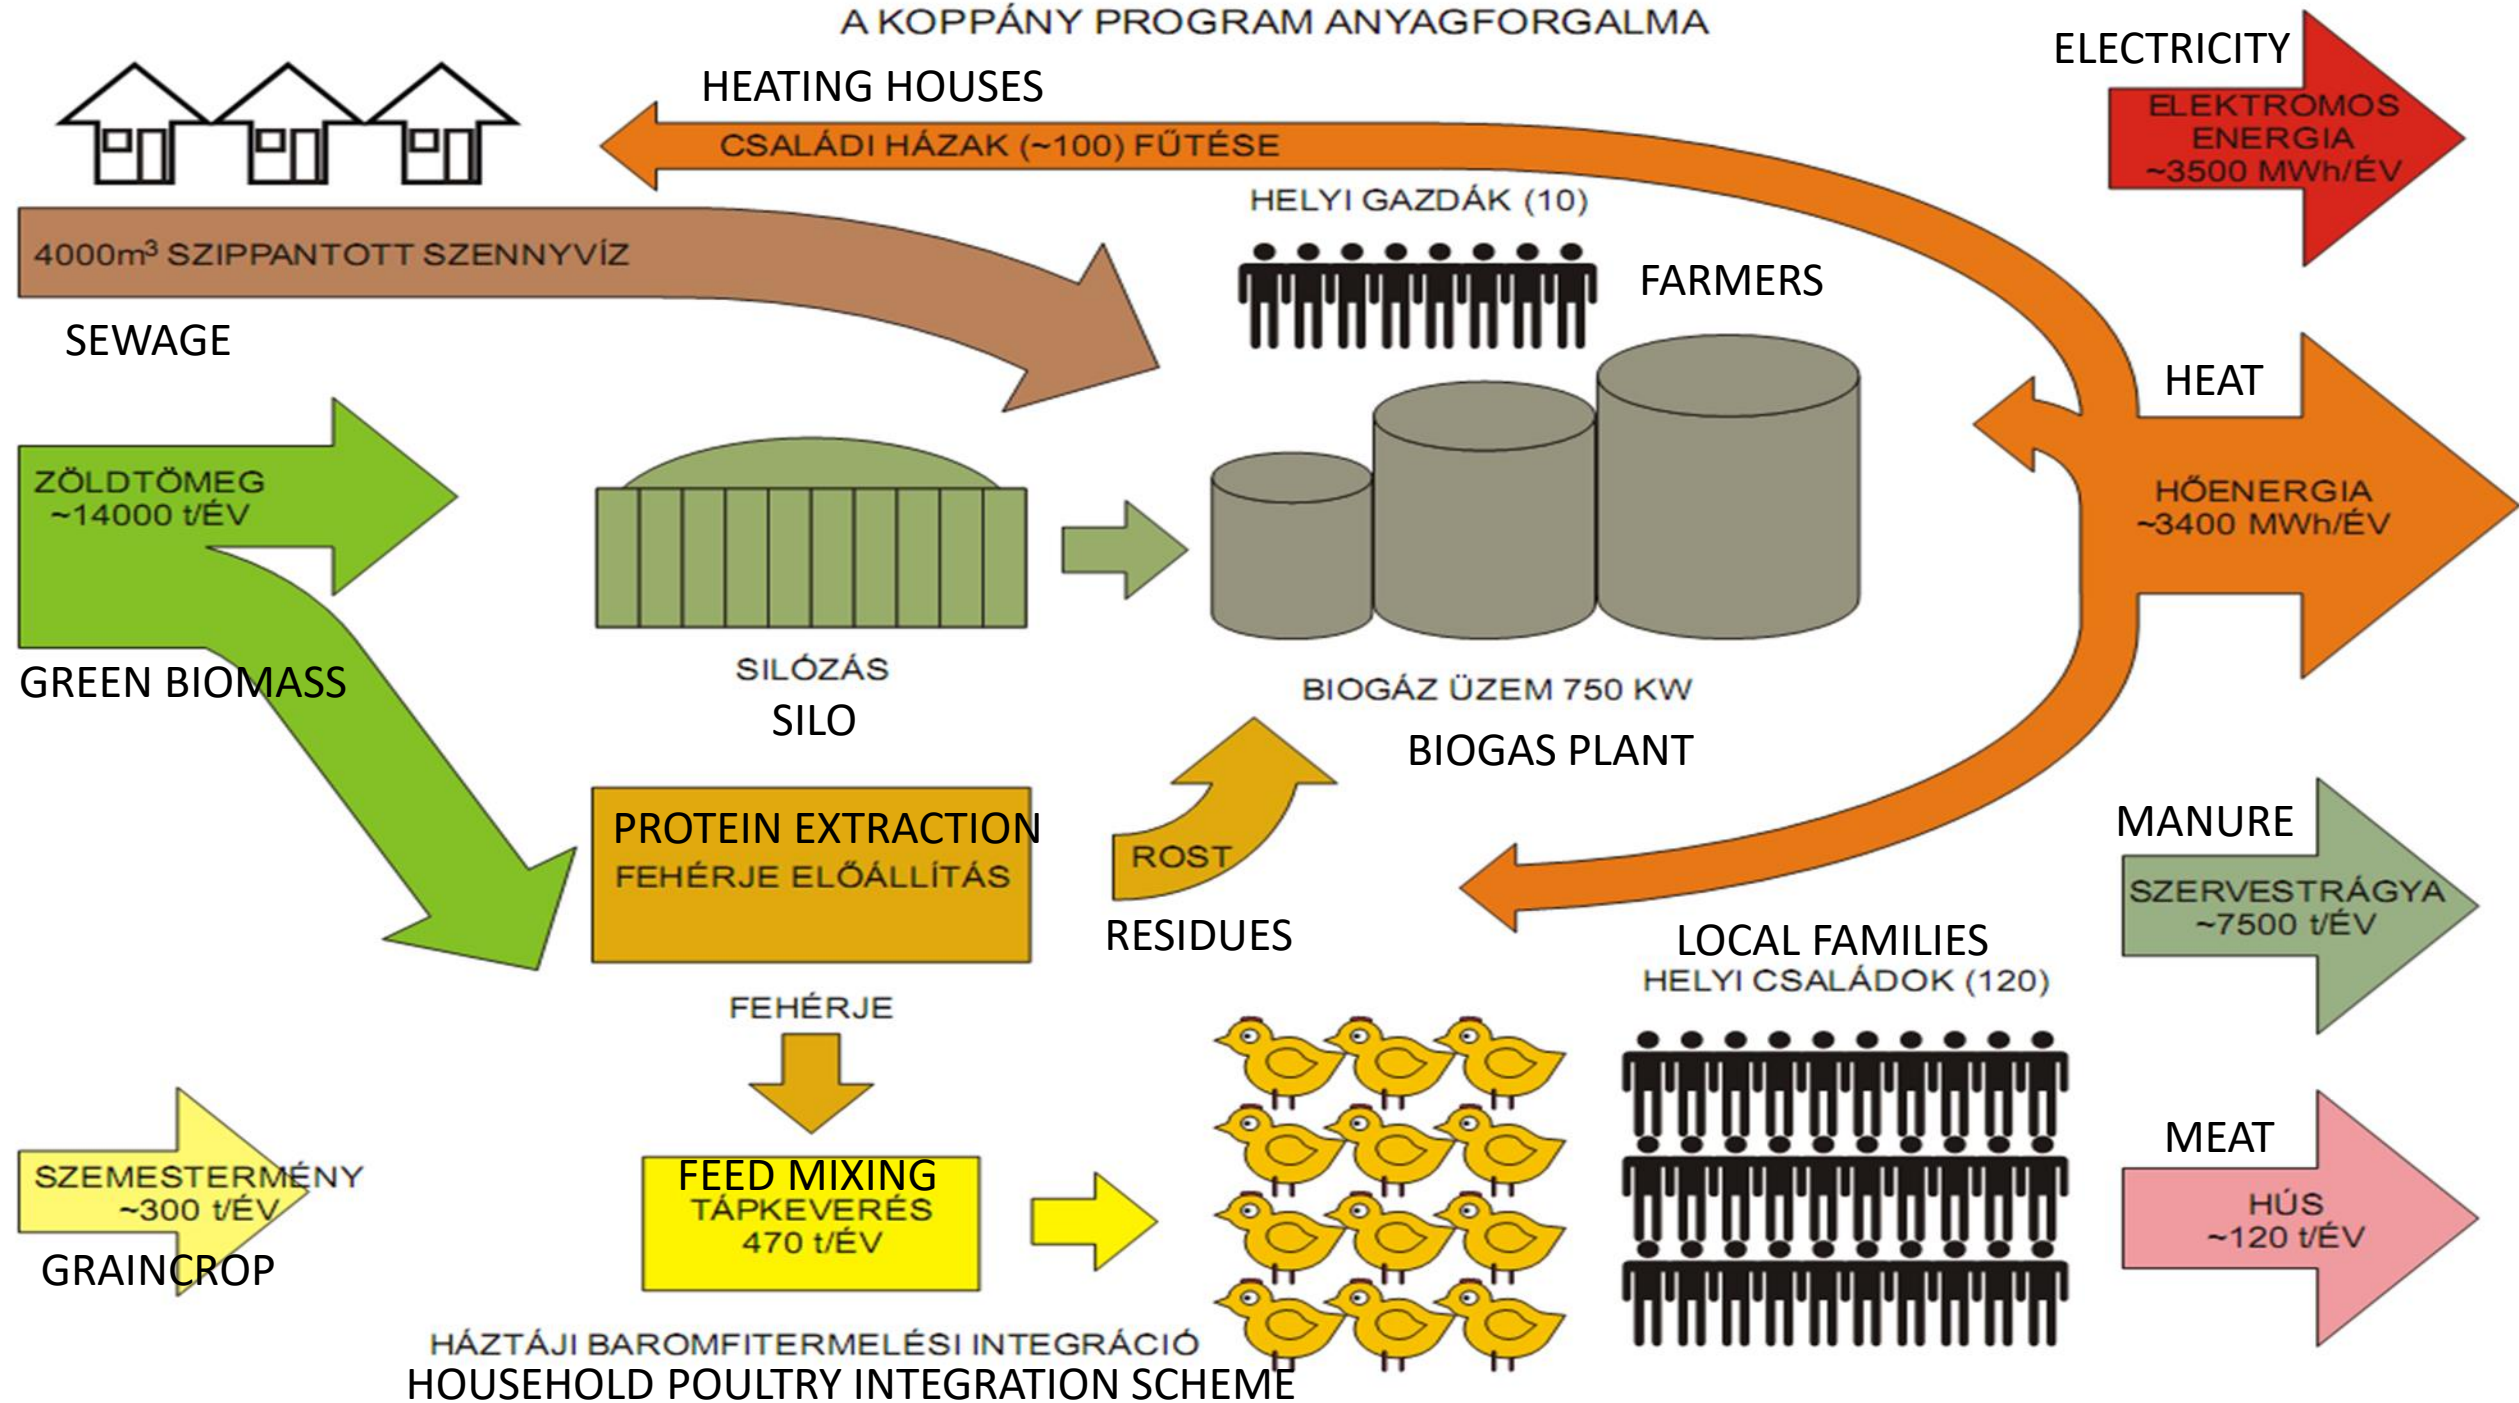 A KOPPÁNY PROGRAM ANYAGFORGALMA
ELECTRICITY
ELEKTROMOS
ENERGIA
~3500 MWh/ÉV
HEATING HOUSES
CSALÁDI HÁZAK (~100) FŰTÉSE
HELYI GAZDÁK (10)
FARMERS
4000m³ SZIPPANTOTT SZENNYVÍZ
SEWAGE
HEAT
HŐENERGIA
~3400 MWh/ÉV
ZÖLDTÖMEG
~14000 t/ÉV
GREEN BIOMASS
SILÓZÁS
SILO
BIOGÁZ ÜZEM 750 KW
BIOGAS PLANT
PROTEIN EXTRACTION
FEHÉRJE ELŐÁLLÍTÁS
ROST
RESIDUES
MANURE
SZERVESTRÁGYA
~7500 t/ÉV
LOCAL FAMILIES
HELYI CSALÁDOK (120)
FEHÉRJE
SZEMESTERMÉNY
~300 t/ÉV
GRAINCROP
FEED MIXING
TÁPKEVERÉS
470 t/ÉV
MEAT
HÚS
~120 t/ÉV
HÁZTÁJI BAROMFITERMELÉSI INTEGRÁCIÓ
HOUSEHOLD POULTRY INTEGRATION SCHEME